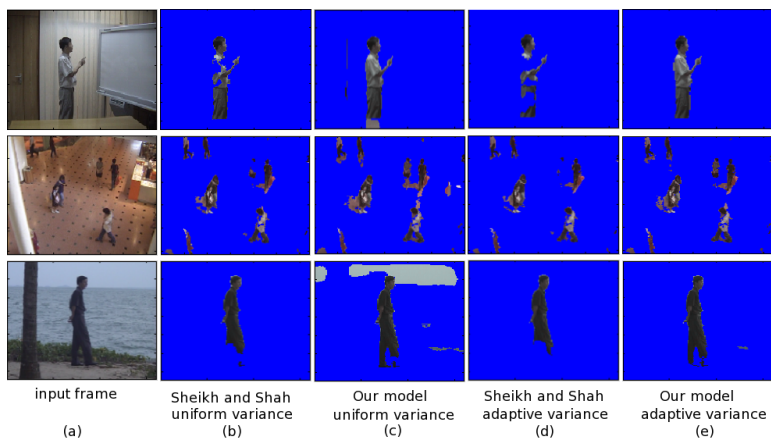 input frame
Sheikh and Shah
uniform variance
Our model
uniform variance
Sheikh and Shah
adaptive variance
Our model
adaptive variance
(a)
(b)
(c)
(d)
(e)